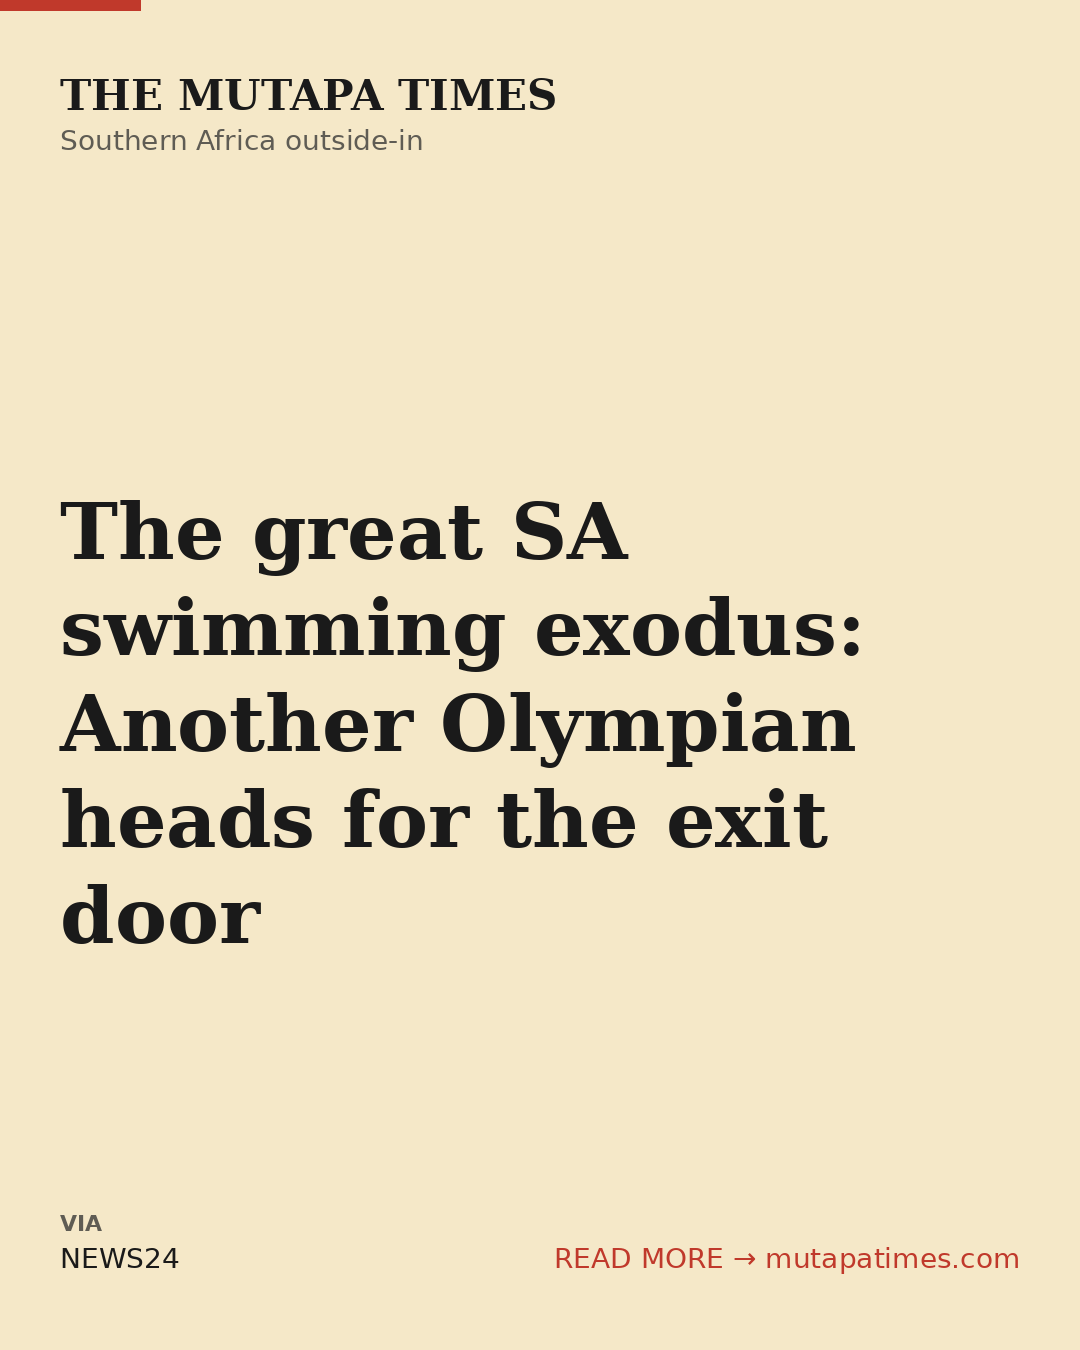 THE MUTAPA TIMES
Southern Africa outside-in
The great SA
swimming exodus:
Another Olympian
heads for the exit
door
VIA
NEWS24
READ MORE → mutapatimes.com